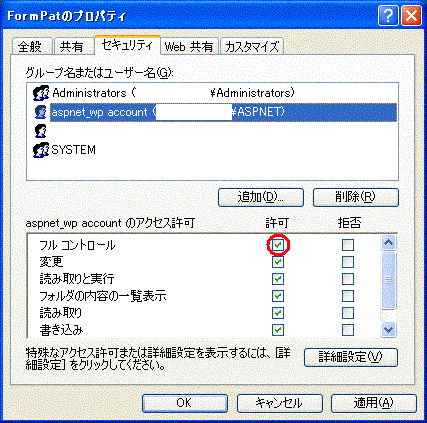 FormPatのプロパティ
全般
共有
セキュリティ
Web 共有
カスタマイズ
グループ名またはユーザー名(G):
Administrators ( ¥Administrators)
aspnet_wp account ( ¥ASPNET)
SYSTEM
追加(D)...
削除(R)
aspnet_wp account のアクセス許可 許可 拒否
フル コントロール
変更
読み取りと実行
フォルダの内容の一覧表示
読み取り
書き込み
特殊なアクセス許可または詳細設定を表示するには、[詳
細設定] をクリックしてください。
詳細設定(V)
OK
キャンセル
適用(A)